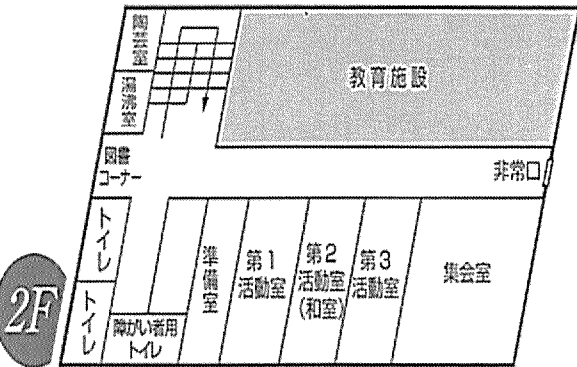 陶芸室
湯沸室
教育施設
図書
コーナー
非常口
トイレ
トイレ
障がい者用
トイレ
準備室
第1
活動室
第2
活動室
(和室)
第3
活動室
集会室
2F